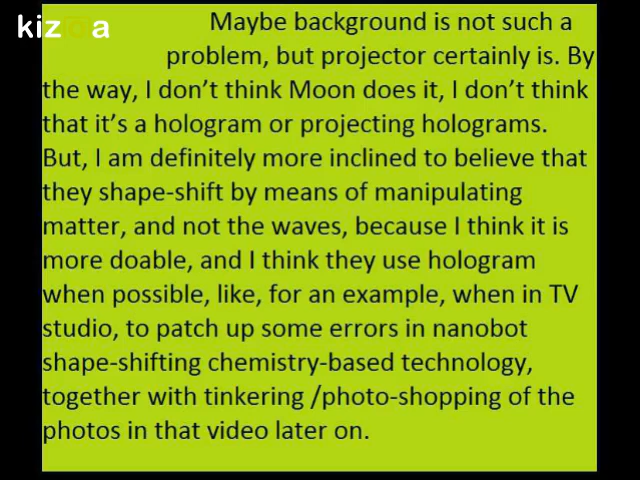 kizoa
Maybe background is not such a
problem, but projector certainly is. By
the way, I don’t think Moon does it, I don’t think
that it’s a hologram or projecting holograms.
But, I am definitely more inclined to believe that
they shape-shift by means of manipulating
matter, and not the waves, because I think it is
more doable, and I think they use hologram
when possible, like, for an example, when in TV
studio, to patch up some errors in nanobot
shape-shifting chemistry-based technology,
together with tinkering /photo-shopping of the
photos in that video later on.